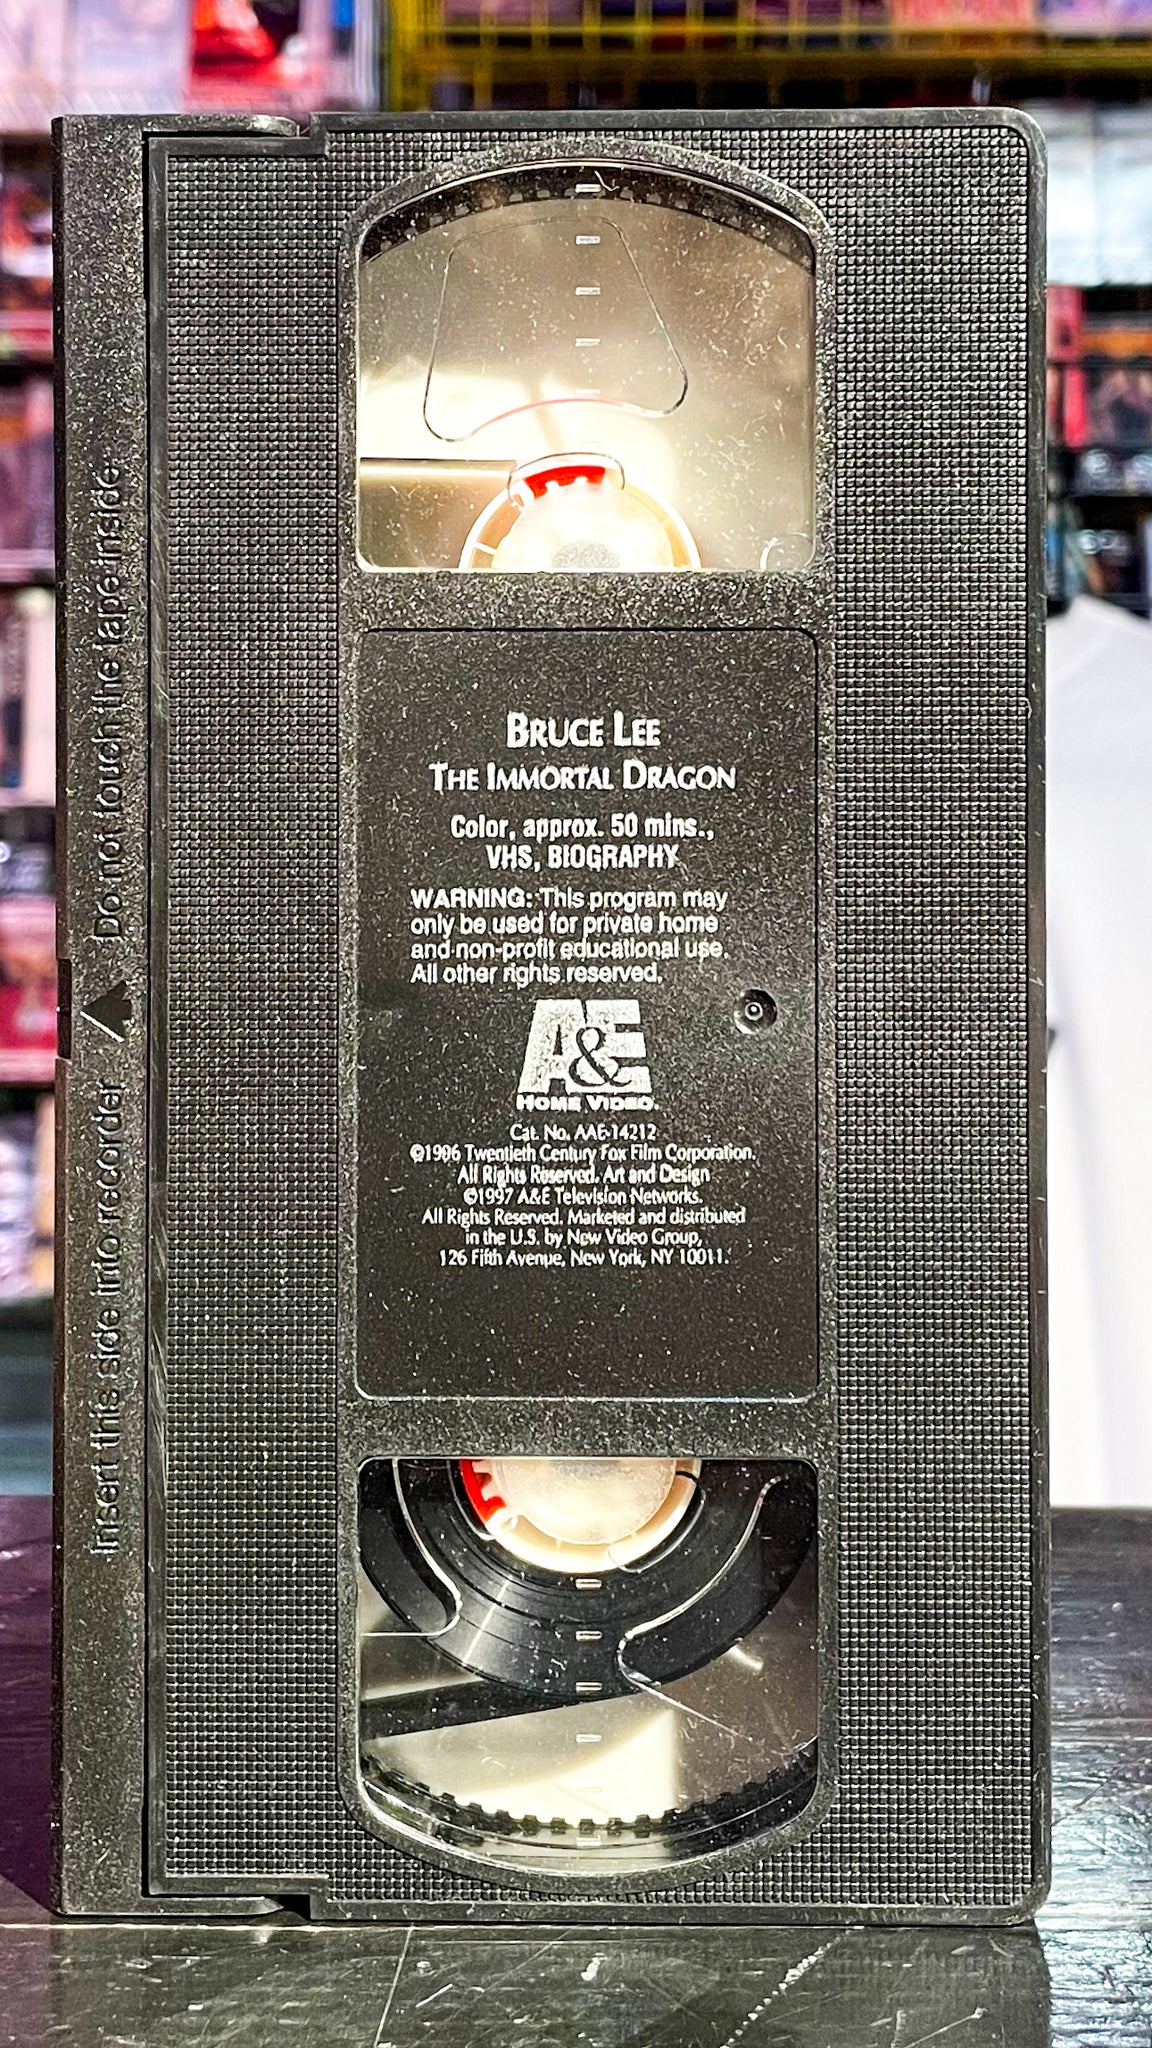 Insert this side into recorder △ Do not touch the tape inside
BRUCE LEE
THE IMMORTAL DRAGON
Color, approx. 50 mins.,
VHS, BIOGRAPHY
WARNING: This program may
only be used for private home
and non-profit educational use.
All other rights reserved.
A&E
HOME VIDEO.
Cat. No. AAE-14212
©1996 Twentieth Century Fox Film Corporation.
All Rights Reserved. Art and Design
©1997 A&E Television Networks.
All Rights Reserved. Marketed and distributed
in the U.S. by New Video Group,
126 Fifth Avenue, New York, NY 10011.